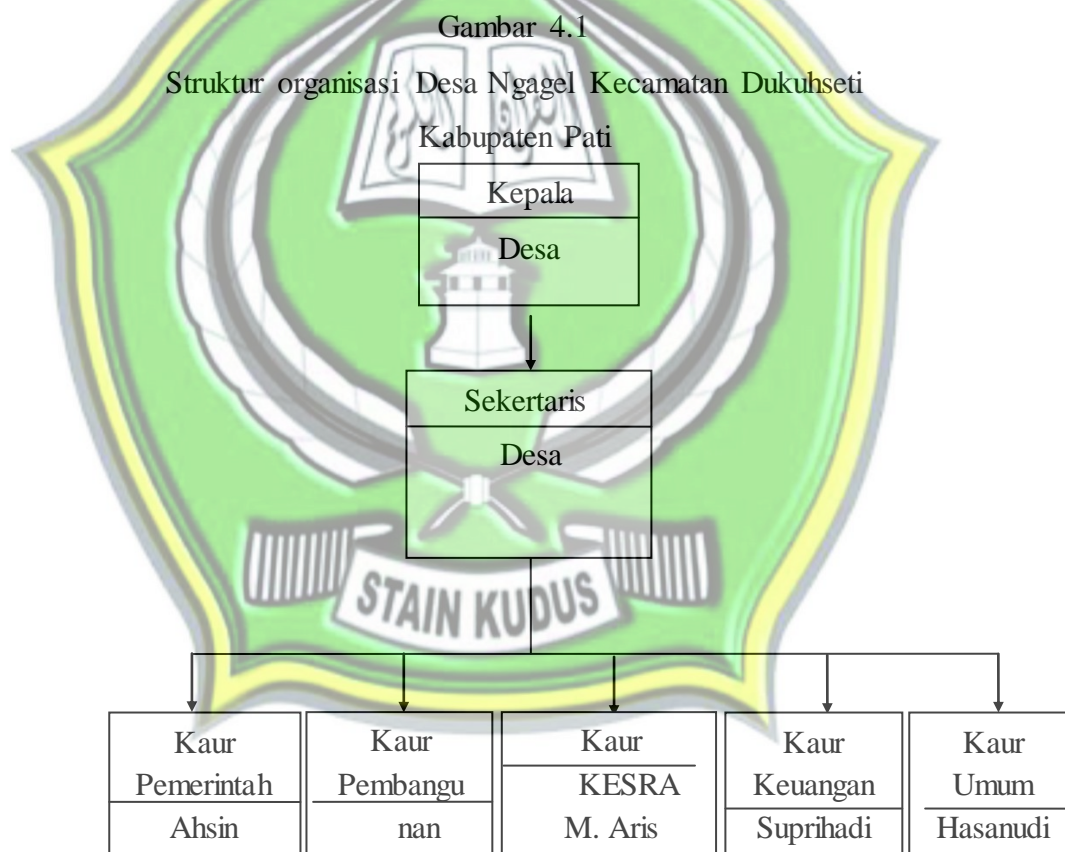 Gambar 4.1
Struktur organisasi Desa Ngagel Kecamatan Dukuhseti
Kabupaten Pati
Kepala
Desa
Sekertaris
Desa
STAIN KUDUS
Kaur
Pemerintah
Ahsin
Kaur
Pembangu
nan
Kaur
KESRA
M. Aris
Kaur
Keuangan
Suprihadi
Kaur
Umum
Hasanudi